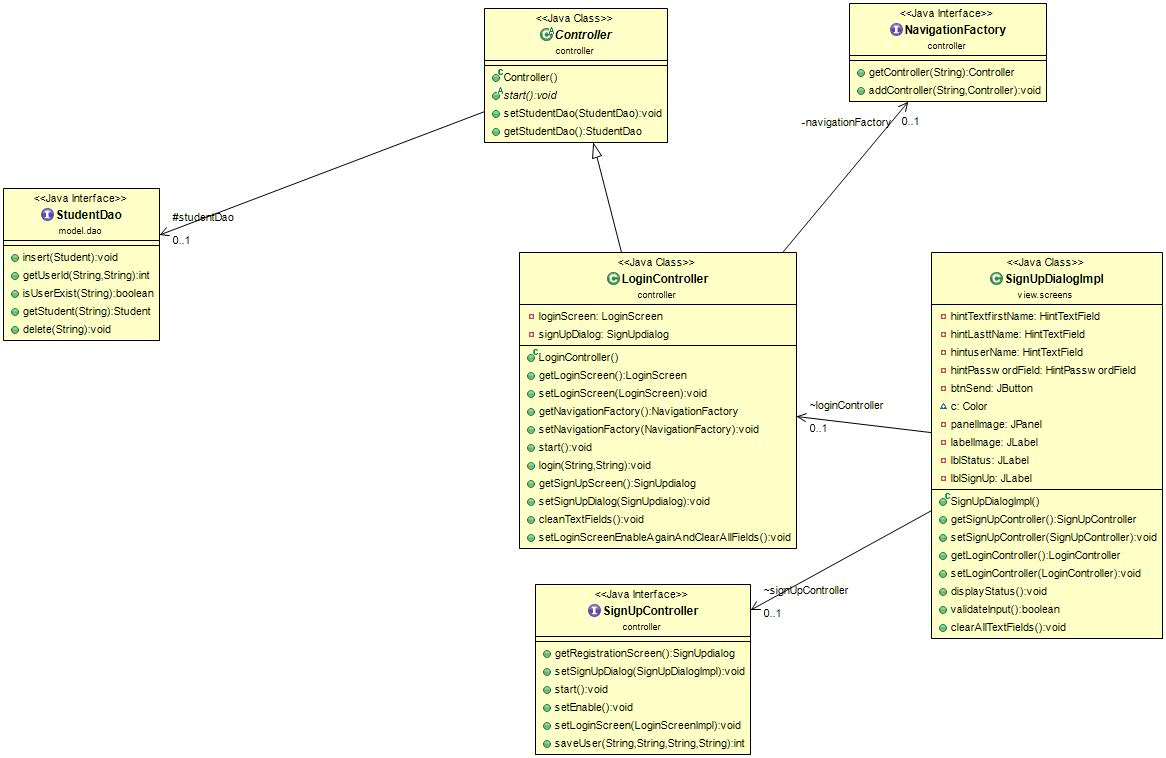 <<Java Class>>
Controller
controller
Controller()
start():void
setStudentDao(StudentDao):void
getStudentDao():StudentDao
<<Java Interface>>
NavigationFactory
controller
getController(String):Controller
addController(String,Controller):void
-navigationFactory
0..1
<<Java Interface>>
StudentDao
model.dao
insert(Student):void
getUserId(String,String):int
isUserExist(String):boolean
getStudent(String):Student
delete(String):void
#studentDao
0..1
<<Java Class>>
LoginController
controller
loginScreen: LoginScreen
signUpDialog: SignUpdialog
LoginController()
getLoginScreen():LoginScreen
setLoginScreen(LoginScreen):void
getNavigationFactory():NavigationFactory
setNavigationFactory(NavigationFactory):void
start():void
login(String,String):void
getSignUpScreen():SignUpdialog
setSignUpDialog(SignUpdialog):void
cleanTextFields():void
setLoginScreenEnableAgainAndClearAllFields():void
~loginController
0..1
<<Java Class>>
SignUpDialogImpl
view.screens
hintTextfirstName: HintTextField
hintLasttName: HintTextField
hintuserName: HintTextField
hintPassw ordField: HintPassw ordField
btnSend: JButton
c: Color
panelImage: JPanel
labelImage: JLabel
lblStatus: JLabel
lblSignUp: JLabel
SignUpDialogImpl()
getSignUpController():SignUpController
setSignUpController(SignUpController):void
getLoginController():LoginController
setLoginController(LoginController):void
displayStatus():void
validateInput():boolean
clearAllTextFields():void
~signUpController
0..1
<<Java Interface>>
SignUpController
controller
getRegistrationScreen():SignUpdialog
setSignUpDialog(SignUpDialogImpl):void
start():void
setEnable():void
setLoginScreen(LoginScreenImpl):void
saveUser(String,String,String,String):int